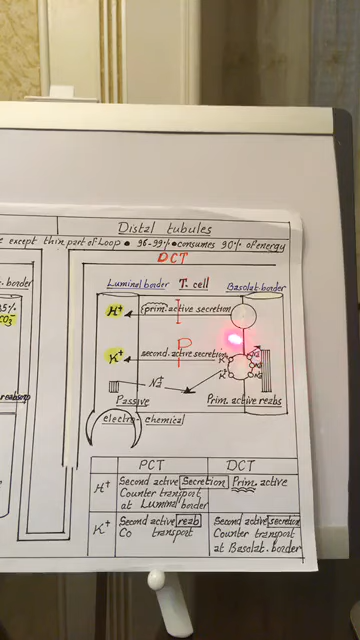 Distal tubules
except thin part of Loop • 96-99% • consumes 90% of energy
DCT
Luminal border T. cell Basolat. border
border
CO3
H+ prim. active secretion
I
P
K+ second. active secretion K+
K+
Na+
Passive Prim. active reabs
reabsorp
electro-chemical
PCT DCT
H+ Second active Secretion Prim. active
Counter transport
at Luminal border
K+ Second active reab Second active secretion
Co transport Counter transport
at Basolat. border